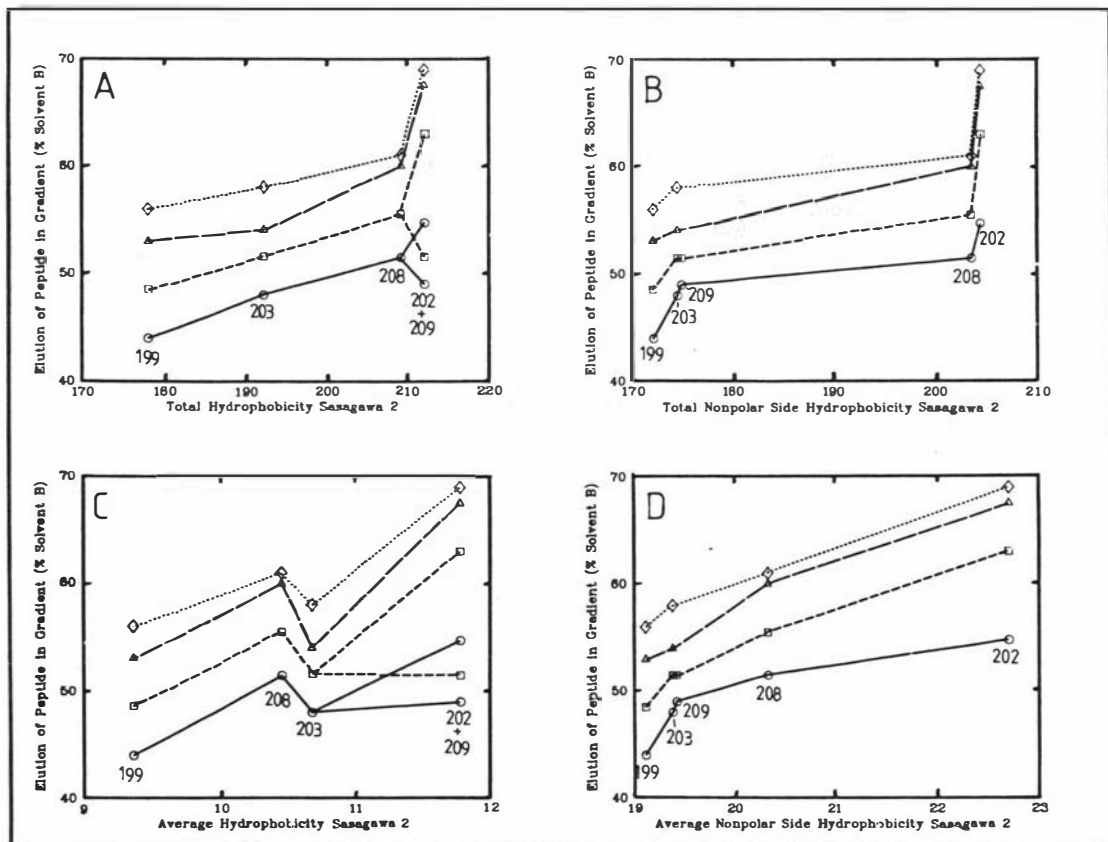 A
Elution of Peptide in Gradient (% Solvent B)
70
60
50
40
199
203
208
202
+
209
170 180 190 200 210 220
Total Hydrophobicity Sasagawa 2
B
Elution of Peptide in Gradient (% Solvent B)
70
60
50
40
199
203
209
208
202
170 180 190 200 210
Total Nonpolar Side Hydrophobicity Sasagawa 2
C
Elution of Peptide in Gradient (% Solvent B)
70
60
50
40
199
208
203
202
+
209
9 10 11 12
Average Hydrophobicity Sasagawa 2
D
Elution of Peptide in Gradient (% Solvent B)
70
60
50
40
199
203
209
208
202
19 20 21 22 23
Average Nonpolar Side Hydrophobicity Sasagawa 2